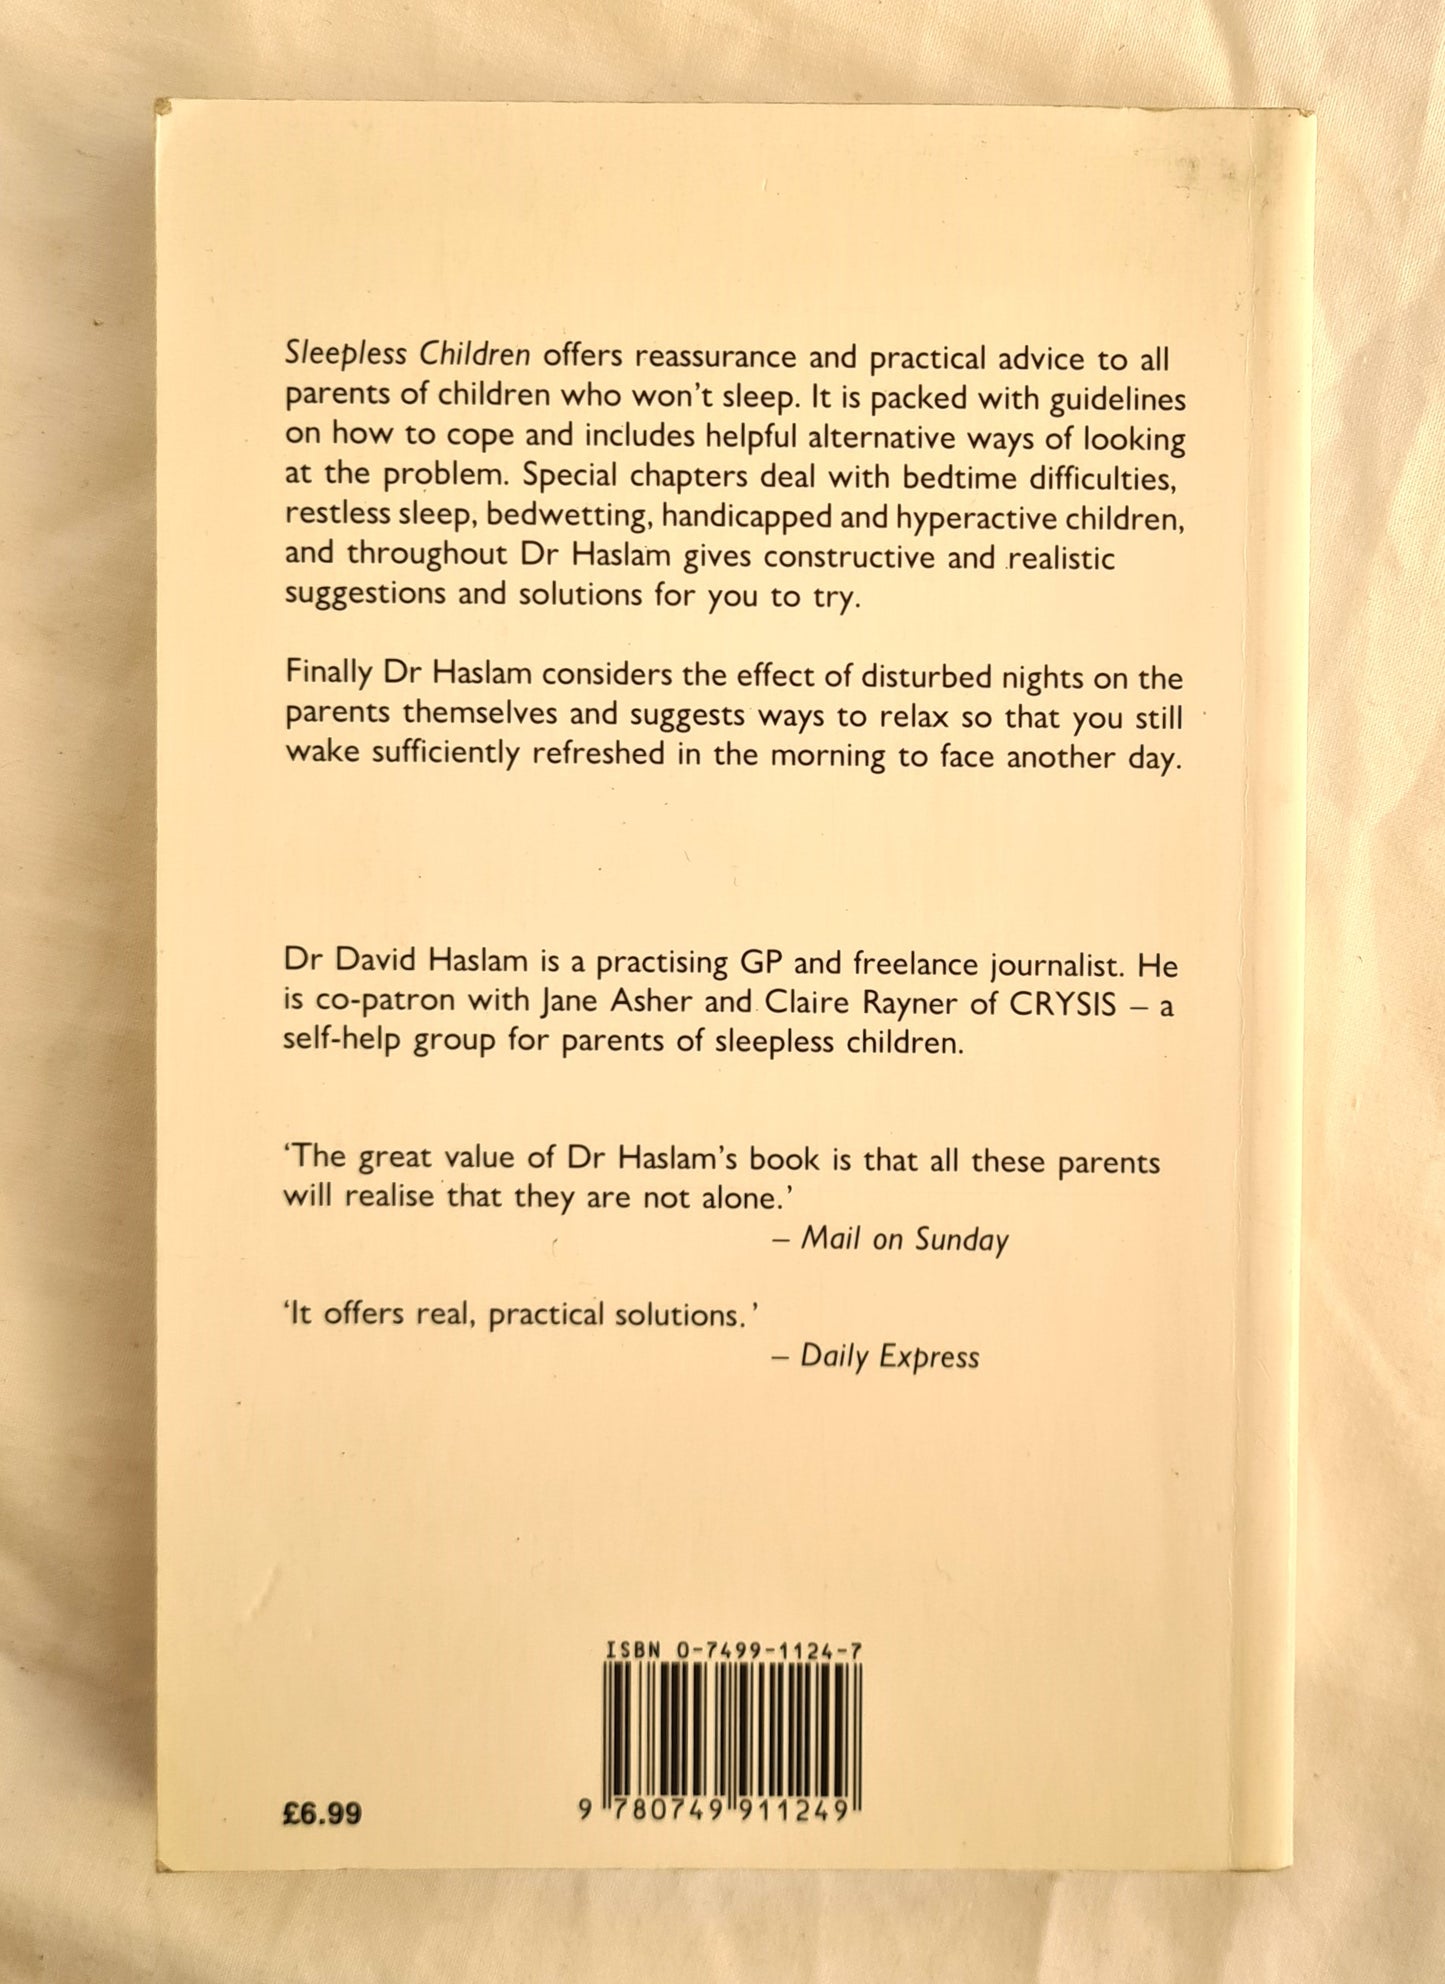 Sleepless Children offers reassurance and practical advice to all
parents of children who won't sleep. It is packed with guidelines
on how to cope and includes helpful alternative ways of looking
at the problem. Special chapters deal with bedtime difficulties,
restless sleep, bedwetting, handicapped and hyperactive children,
and throughout Dr Haslam gives constructive and realistic
suggestions and solutions for you to try.
Finally Dr Haslam considers the effect of disturbed nights on the
parents themselves and suggests ways to relax so that you still
wake sufficiently refreshed in the morning to face another day.
Dr David Haslam is a practising GP and freelance journalist. He
is co-patron with Jane Asher and Claire Rayner of CRYSIS – a
self-help group for parents of sleepless children.
‘The great value of Dr Haslam’s book is that all these parents
will realise that they are not alone.’
– Mail on Sunday
‘It offers real, practical solutions.’
– Daily Express
ISBN 0-7499-1124-7
9 780749 911249
£6.99